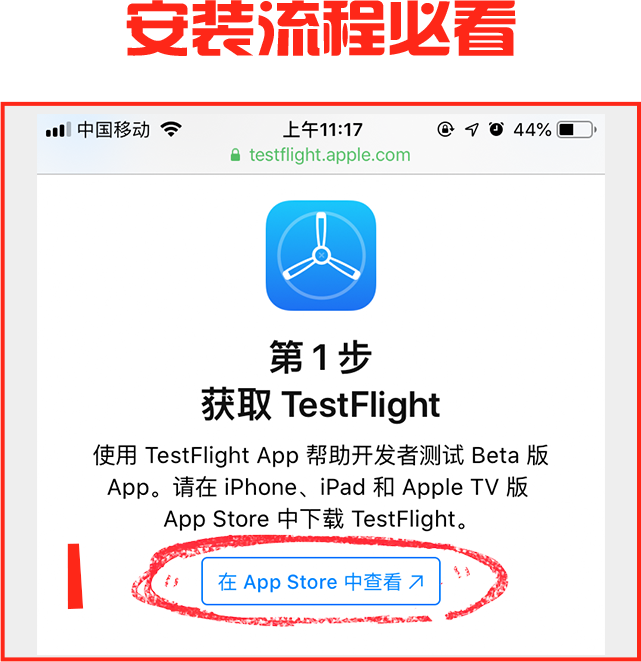 安装流程必看
中国移动 上午11:17 44%
testflight.apple.com
第 1 步
获取 TestFlight
使用 TestFlight App 帮助开发者测试 Beta 版
App。请在 iPhone、iPad 和 Apple TV 版
App Store 中下载 TestFlight。
在 App Store 中查看 ↗